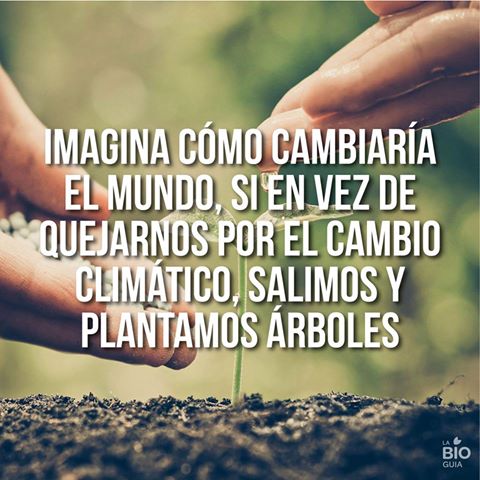 IMAGINA CÓMO CAMBIARÍA
EL MUNDO, SI EN VEZ DE
QUEJARNOS POR EL CAMBIO
CLIMÁTICO, SALIMOS Y
PLANTAMOS ÁRBOLES
LA
BIO
GUIA